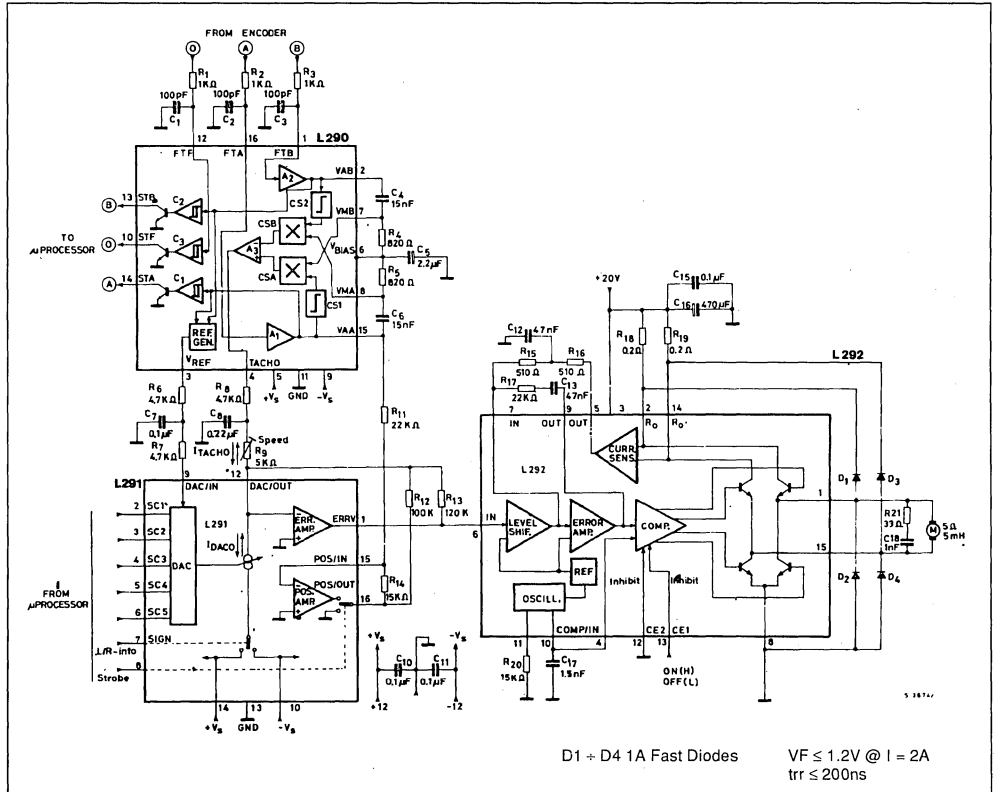 FROM ENCODER
O A B
R1 1KΩ
R2 1KΩ
R3 1KΩ
100pF C1
100pF C2
100pF C3
12 16 1 L290
FTF FTA FTB
A2 VAB 2
C4 15nF
CS2
13 STB C2
B
VMB 7
CSB
R4 820Ω
TO µPROCESSOR
O 10 STF C3
A3 VBIAS 6
C5 2.2µF
CSA
R5 820Ω
A 14 STA C1
VMA 8
CS1
C6 15nF
REF GEN.
A1 VAA 15
VREF TACHO
3 4 5 11 9
+Vs GND -Vs
R6 4,7KΩ
R8 4,7KΩ
C7 0.1µF
C8 0.22µF
R11 22KΩ
R7 4,7KΩ
ITACHO
Speed R9 5KΩ
9 12
L291 DAC/IN DAC/OUT
R12 100K
R13 120K
2 SC1
3 SC2
4 SC3
5 SC4
6 SC5
L291
DAC
IDACO
ERR. AMP. ERRV 1
POS/IN 15
POS/OUT
POS. AMP. 16
R14 15KΩ
FROM µPROCESSOR
7 SIGN
L/R-info
8
Strobe
14 13 10
+Vs GND -Vs
+Vs -Vs
C10 0,1µF
C11 0,1µF
+12 -12
+20V
C15 0.1µF
C16 470µF
C12 47nF
R18 0.2Ω
R19 0.2Ω
L292
R15 510Ω
R16 510Ω
R17 22KΩ
C13 47nF
7 9 5 3 2 14
IN OUT OUT Ro Ro'
CURR. SENS.
L292
IN 6
LEVEL SHIF.
ERROR AMP.
COMP.
D1 D3
1
R21 33Ω
C18 1nF
M 5Ω 5mH
15
D2 D4
REF
OSCILL.
Inhibit Inhibit
COMP/IN CE2 CE1
11 10 4 12 13 8
R20 15KΩ
C17 1.5nF
ON(H)
OFF(L)
D1 ÷ D4 1A Fast Diodes VF ≤ 1.2V @ I = 2A
trr ≤ 200ns